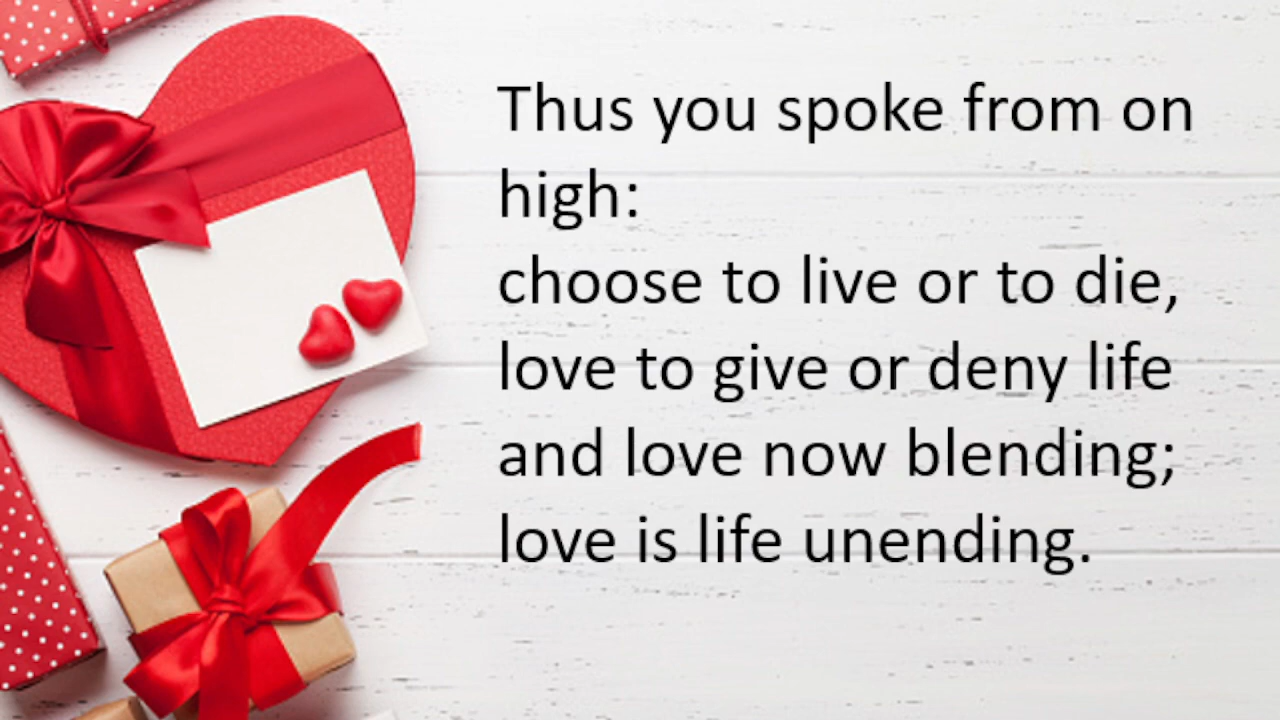 Thus you spoke from on
high:
choose to live or to die,
love to give or deny life
and love now blending;
love is life unending.